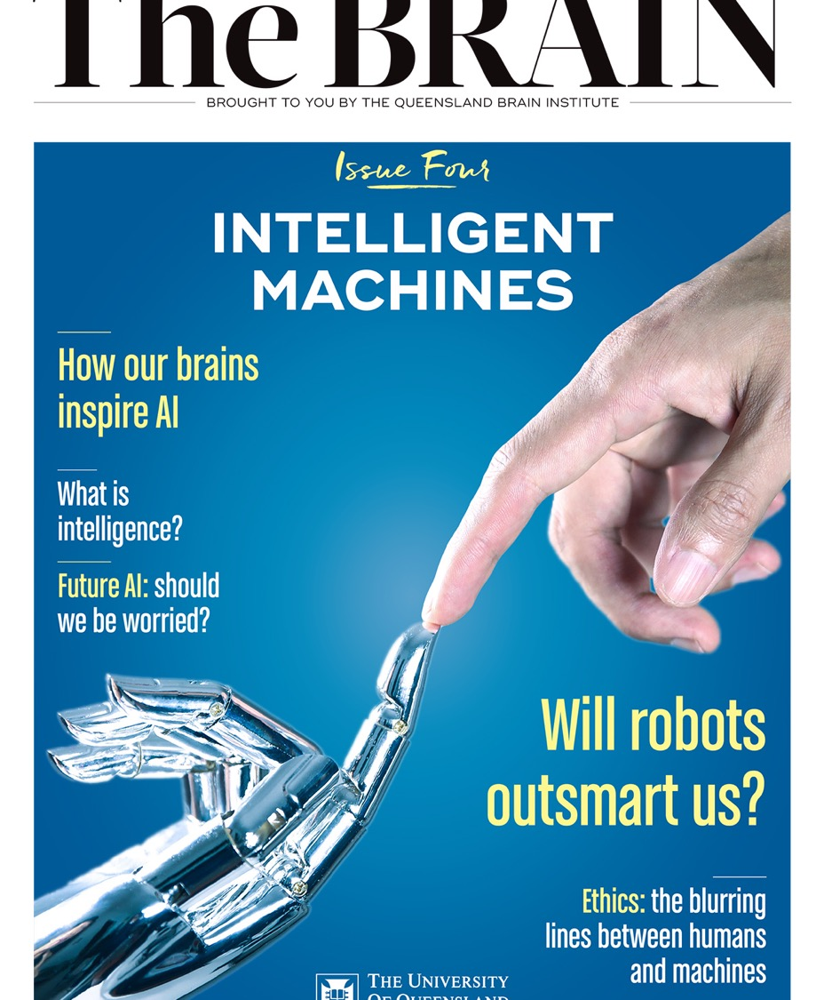 The BRAIN
BROUGHT TO YOU BY THE QUEENSLAND BRAIN INSTITUTE
Issue Four
INTELLIGENT
MACHINES
How our brains
inspire AI
What is
intelligence?
Future AI: should
we be worried?
Will robots
outsmart us?
Ethics: the blurring
lines between humans
and machines
THE UNIVERSITY
OF QUEENSLAND